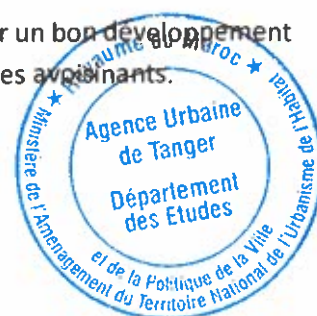 r un bon développement
es avoisinants.
Royaume du Maroc
Agence Urbaine
de Tanger
Département
des Etudes
Ministère de l'Aménagement du Territoire National de l'Urbanisme de l'Habitat
et de la Politique de la Ville